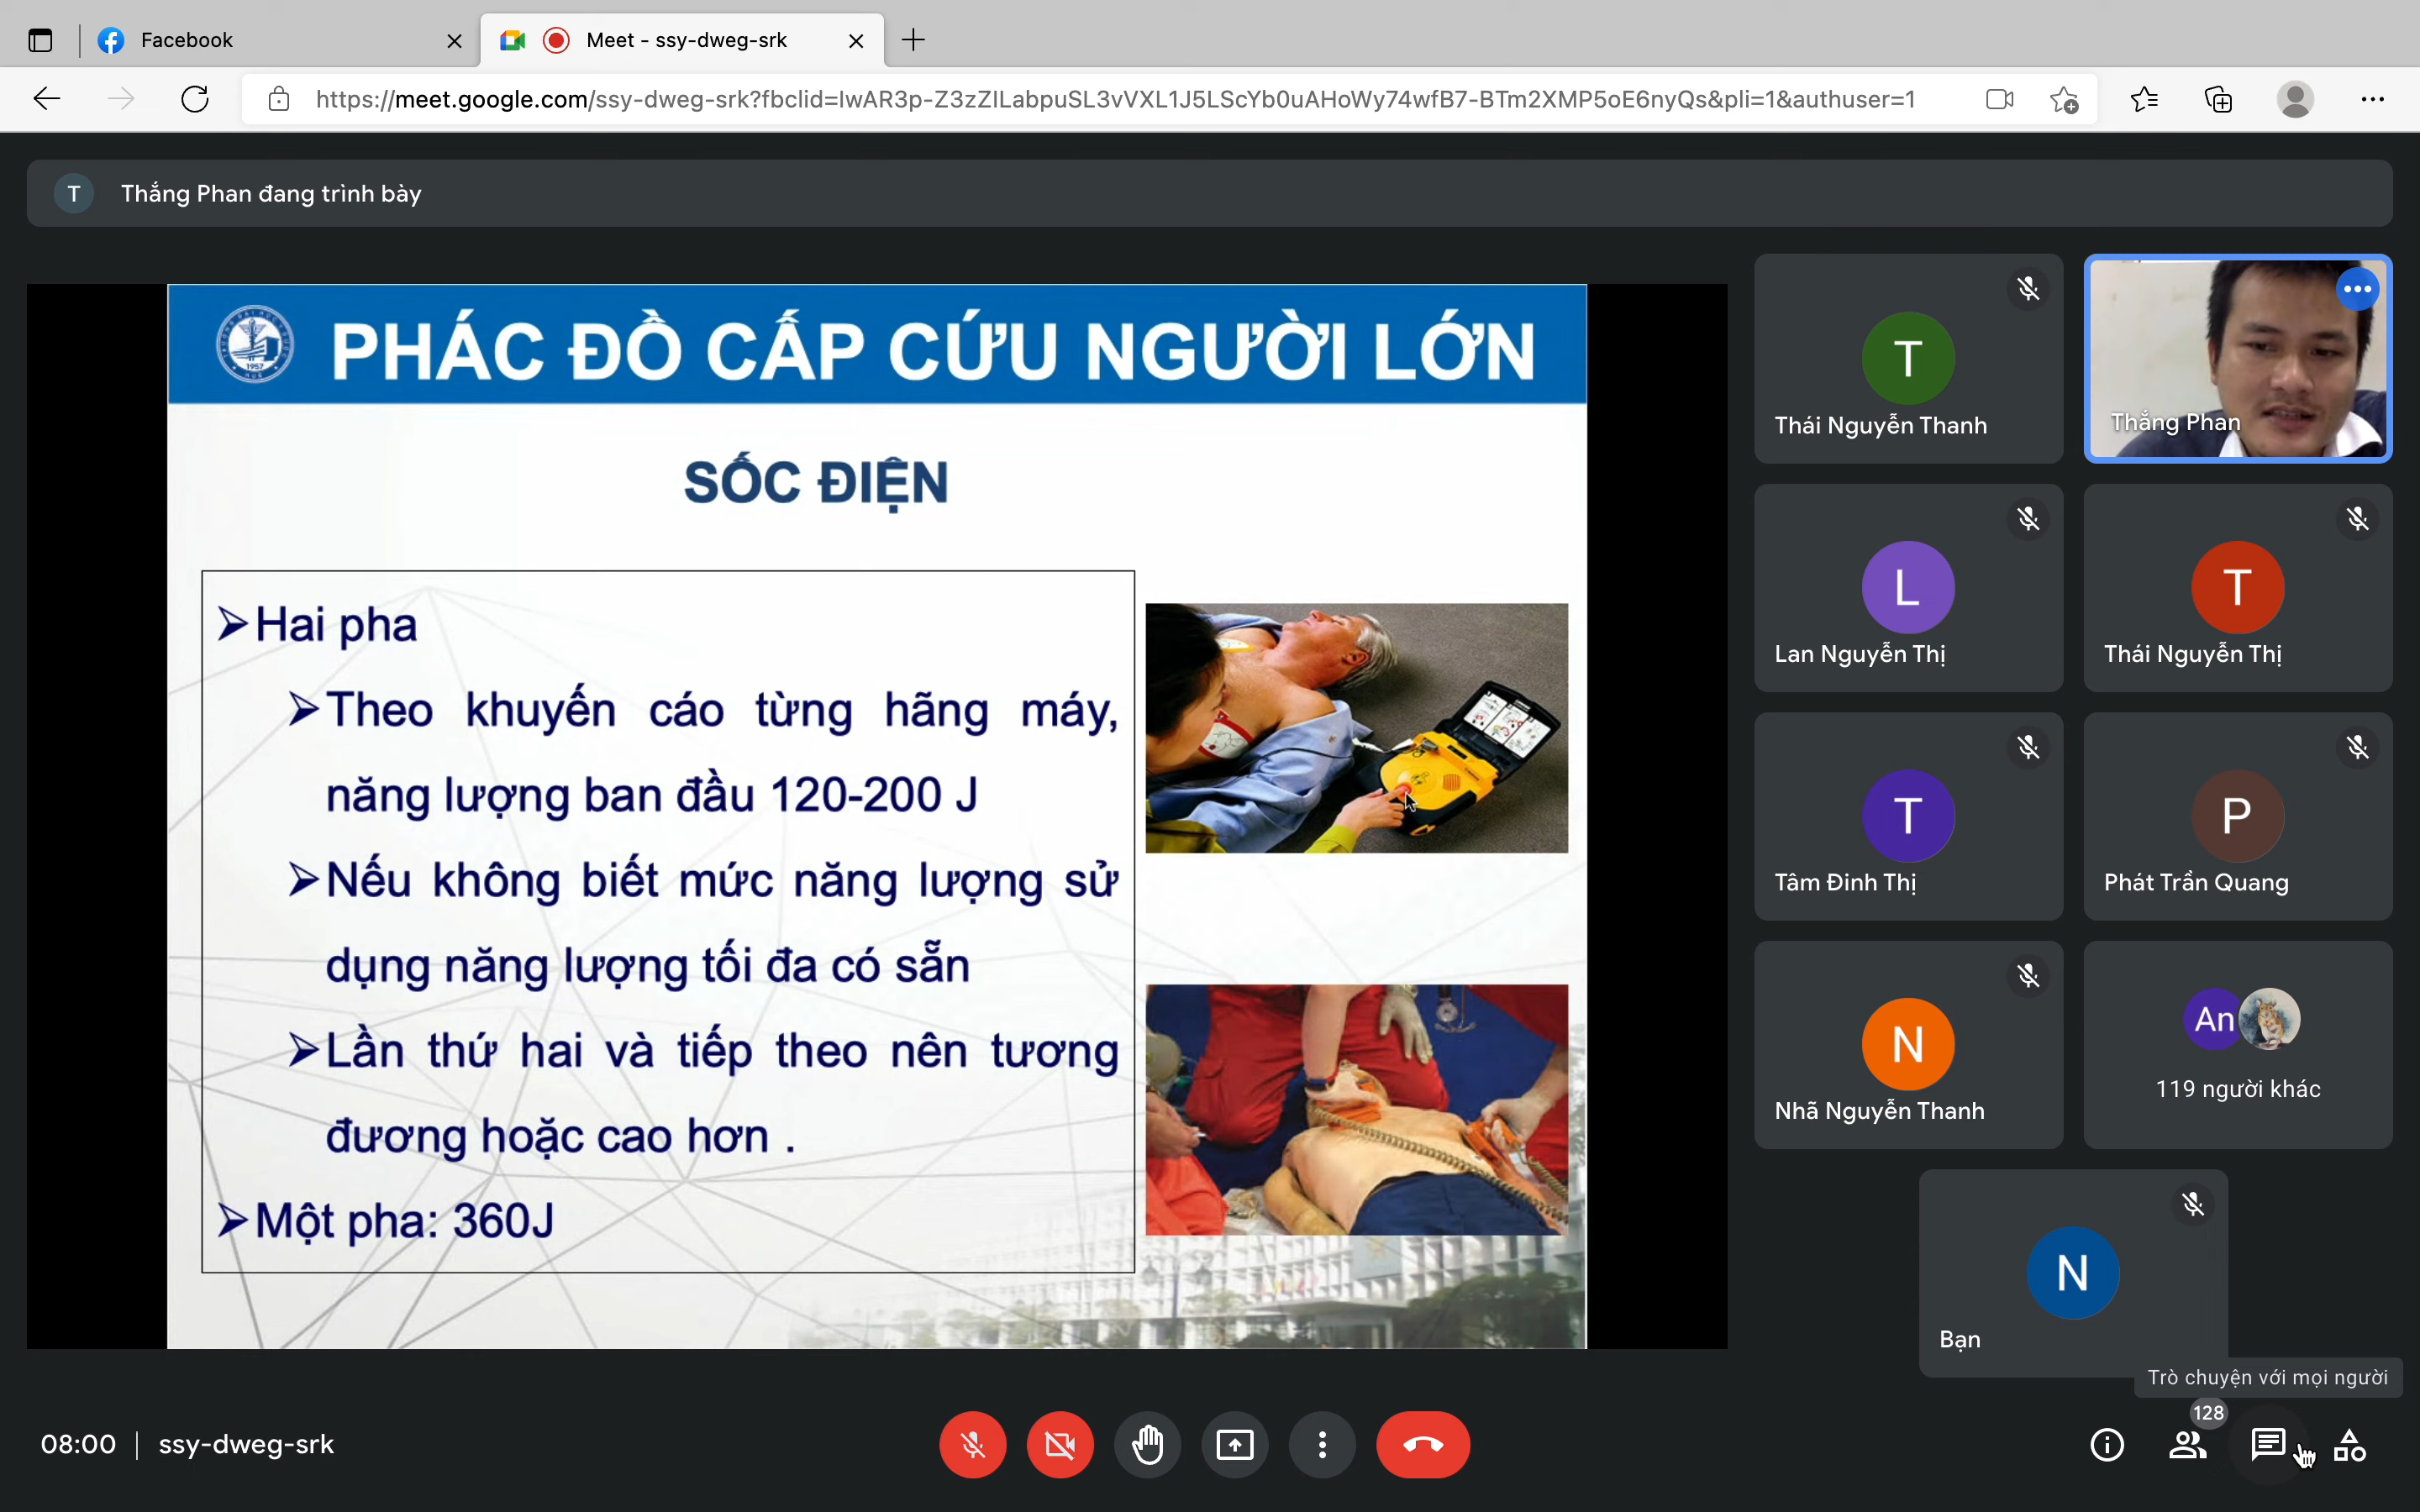 Facebook
Meet - ssy-dweg-srk
https://meet.google.com/ssy-dweg-srk?fbclid=IwAR3p-Z3zZILabpuSL3vVXL1J5LScYb0uAHoWy74wfB7-BTm2XMP5oE6nyQs&pli=1&authuser=1
T
Thắng Phan đang trình bày
PHÁC ĐỒ CẤP CỨU NGƯỜI LỚN
1957
SỐC ĐIỆN
➢Hai pha
➢Theo khuyến cáo từng hãng máy,
năng lượng ban đầu 120-200 J
➢Nếu không biết mức năng lượng sử
dụng năng lượng tối đa có sẵn
➢Lần thứ hai và tiếp theo nên tương
đương hoặc cao hơn .
➢Một pha: 360J
T
Thái Nguyễn Thanh
Thắng Phan
L
Lan Nguyễn Thị
T
Thái Nguyễn Thị
T
Tâm Đinh Thị
P
Phát Trần Quang
N
Nhã Nguyễn Thanh
An
119 người khác
N
Bạn
Trò chuyện với mọi người
08:00
ssy-dweg-srk
128